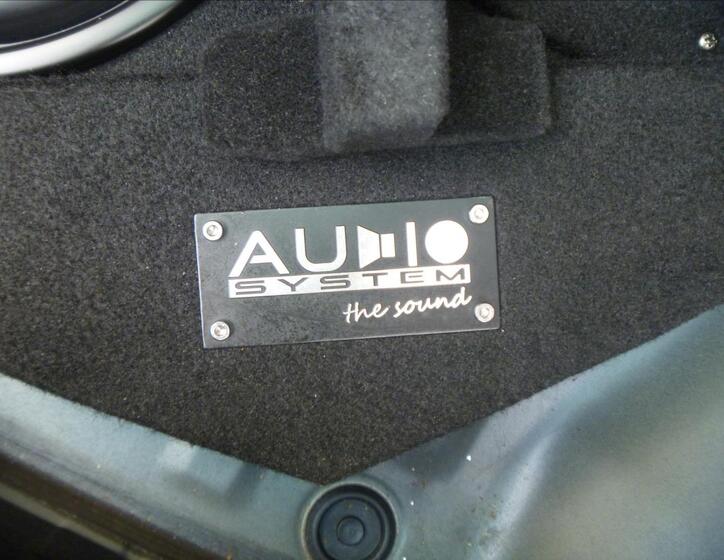 AUDIO
SYSTEM
the sound